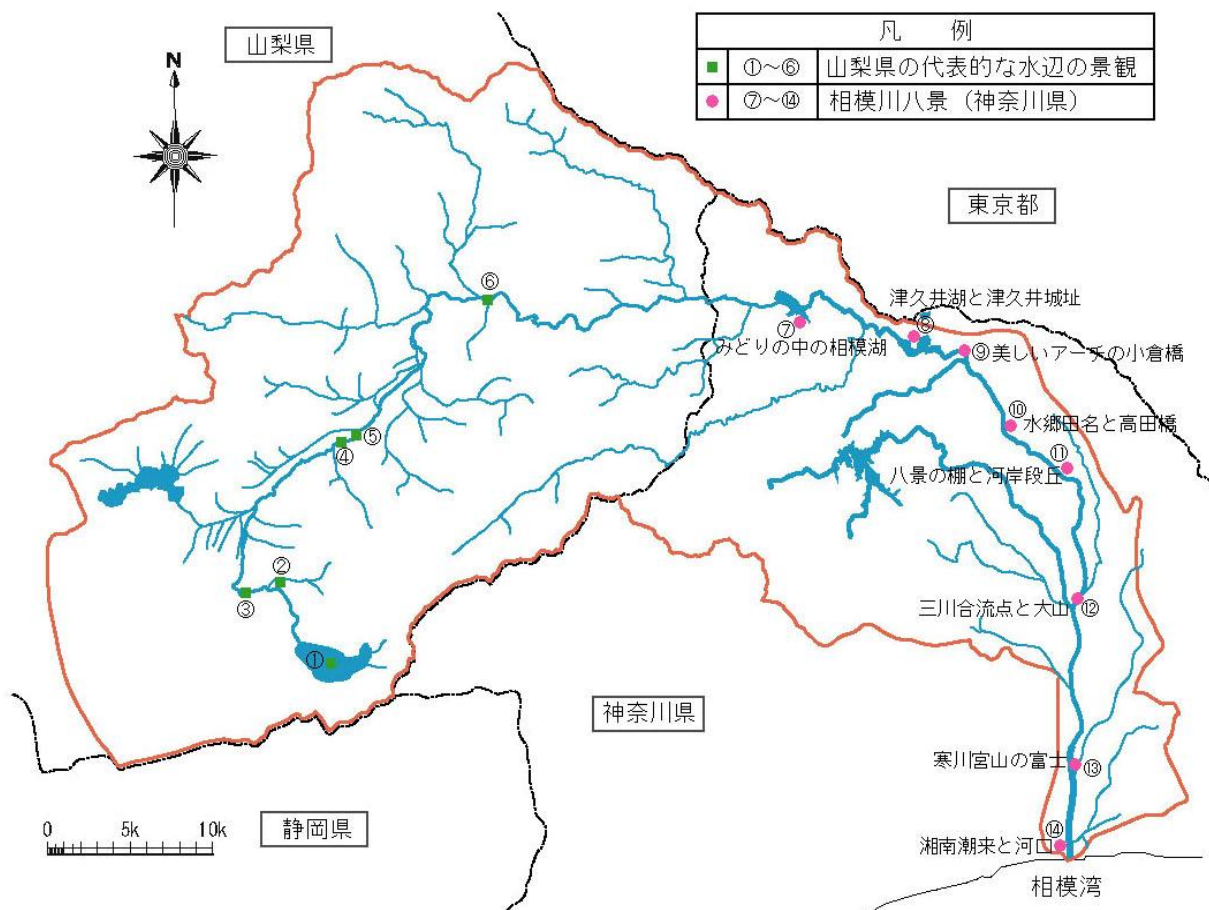 山梨県
凡 例
①～⑥ 山梨県の代表的な水辺の景観
⑦～⑭ 相模川八景（神奈川県）
N
東京都
津久井湖と津久井城址
⑧
⑥
⑦
みどりの中の相模湖
⑨美しいアーチの小倉橋
⑩
水郷田名と高田橋
⑤
④
⑪
八景の棚と河岸段丘
②
③
三川合流点と大山
⑫
①
神奈川県
寒川宮山の富士
⑬
0 5k 10k
静岡県
⑭
湘南潮来と河口
相模湾